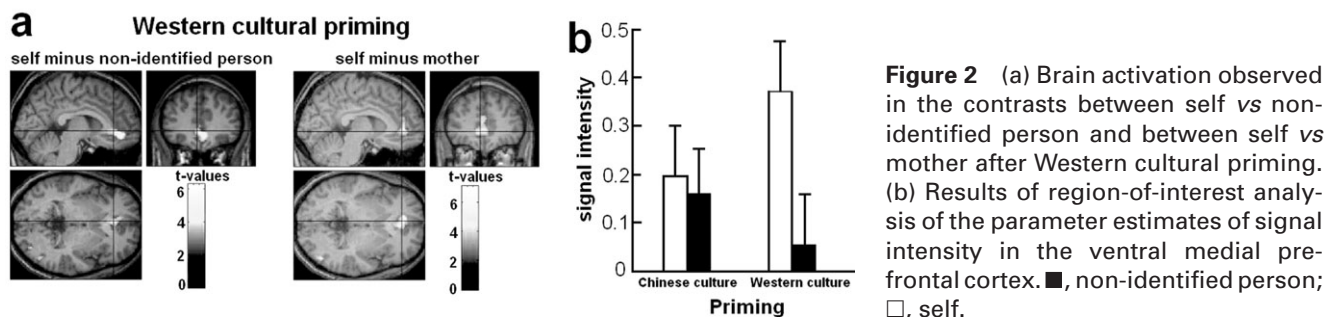 a
Western cultural priming
self minus non-identified person
self minus mother
t-values
6
4
2
0
t-values
6
4
2
0
b
signal intensity
0.5
0.4
0.3
0.2
0.1
0
Chinese culture Western culture
Priming
Figure 2 (a) Brain activation observed
in the contrasts between self vs non-
identified person and between self vs
mother after Western cultural priming.
(b) Results of region-of-interest analy-
sis of the parameter estimates of signal
intensity in the ventral medial pre-
frontal cortex. ■, non-identified person;
□, self.